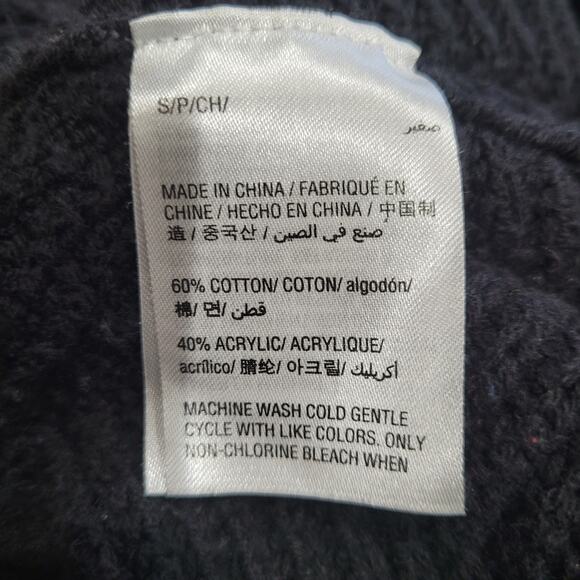 S/P/CH/
صغير
MADE IN CHINA / FABRIQUÉ EN
CHINE / HECHO EN CHINA / 中国制
造 / 중국산 / صنع في الصين
60% COTTON/ COTON/ algodón/
棉/ 면/ قطن
40% ACRYLIC/ ACRYLIQUE/
acrílico/ 腈纶/ 아크릴/ أكريليك
MACHINE WASH COLD GENTLE
CYCLE WITH LIKE COLORS. ONLY
NON-CHLORINE BLEACH WHEN